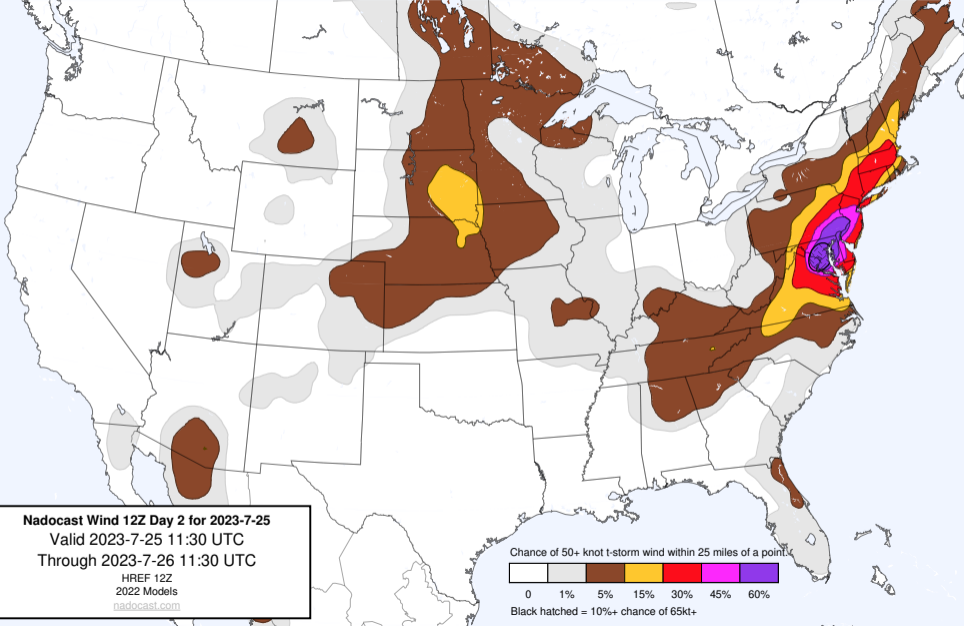 Nadocast Wind 12Z Day 2 for 2023-7-25
Valid 2023-7-25 11:30 UTC
Through 2023-7-26 11:30 UTC
HREF 12Z
2022 Models
nadocast.com
Chance of 50+ knot t-storm wind within 25 miles of a point.
0 1% 5% 15% 30% 45% 60%
Black hatched = 10%+ chance of 65kt+